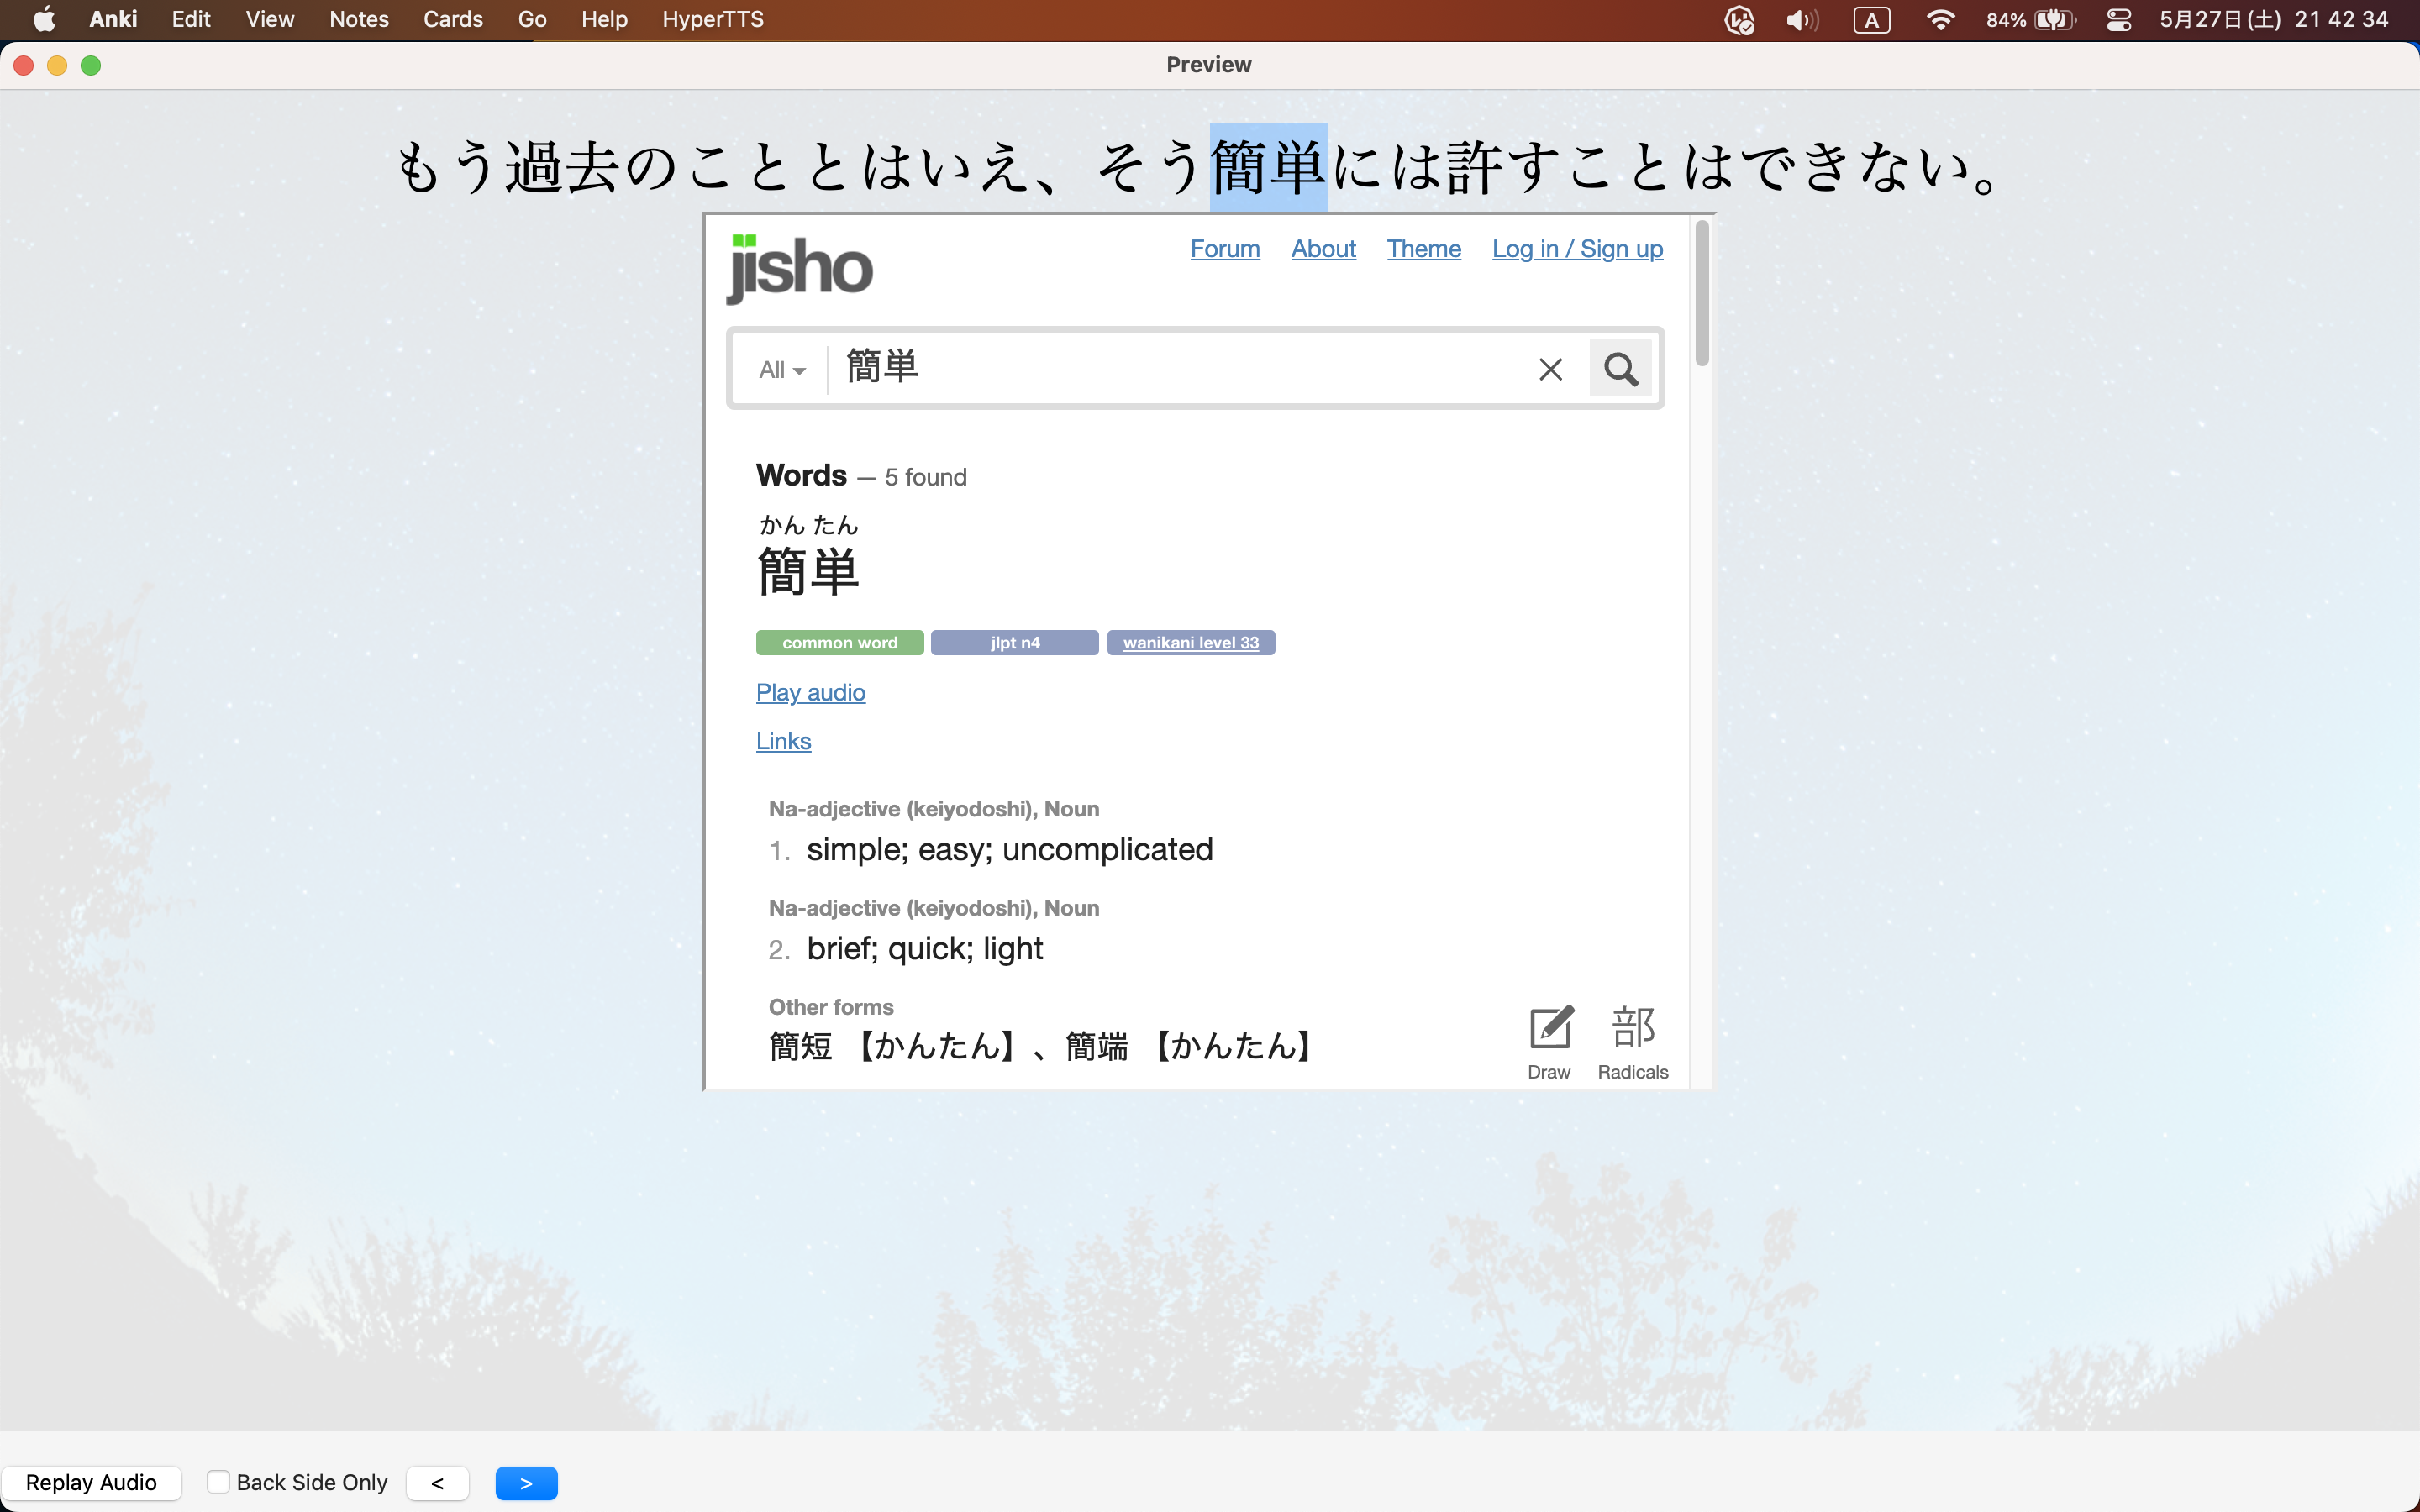 Anki Edit View Notes Cards Go Help HyperTTS A 84% 5月27日(土) 21 42 34
Preview
もう過去のこととはいえ、そう簡単には許すことはできない。
jisho Forum About Theme Log in / Sign up
All 簡単
Words — 5 found
かん たん
簡単
common word jlpt n4 wanikani level 33
Play audio
Links
Na-adjective (keiyodoshi), Noun
1. simple; easy; uncomplicated
Na-adjective (keiyodoshi), Noun
2. brief; quick; light
Other forms
簡短 【かんたん】、簡端 【かんたん】
部
Draw Radicals
Replay Audio Back Side Only < >